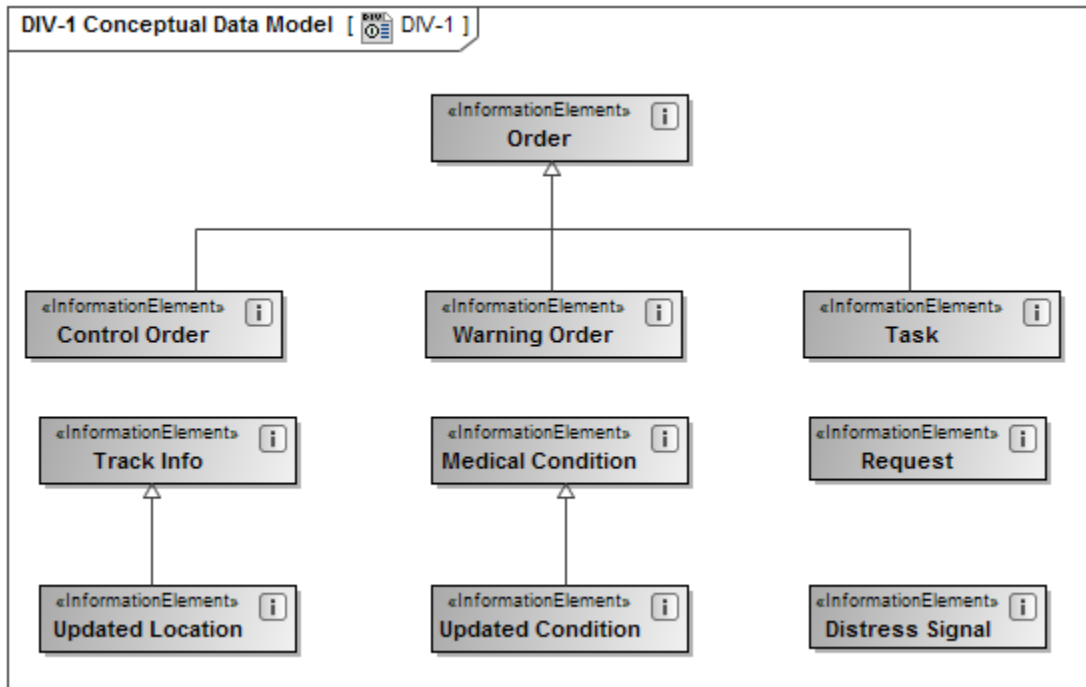 DIV-1 Conceptual Data Model [ DIV-1 ]
«InformationElement»
Order
«InformationElement»
Control Order
«InformationElement»
Warning Order
«InformationElement»
Task
«InformationElement»
Track Info
«InformationElement»
Medical Condition
«InformationElement»
Request
«InformationElement»
Updated Location
«InformationElement»
Updated Condition
«InformationElement»
Distress Signal